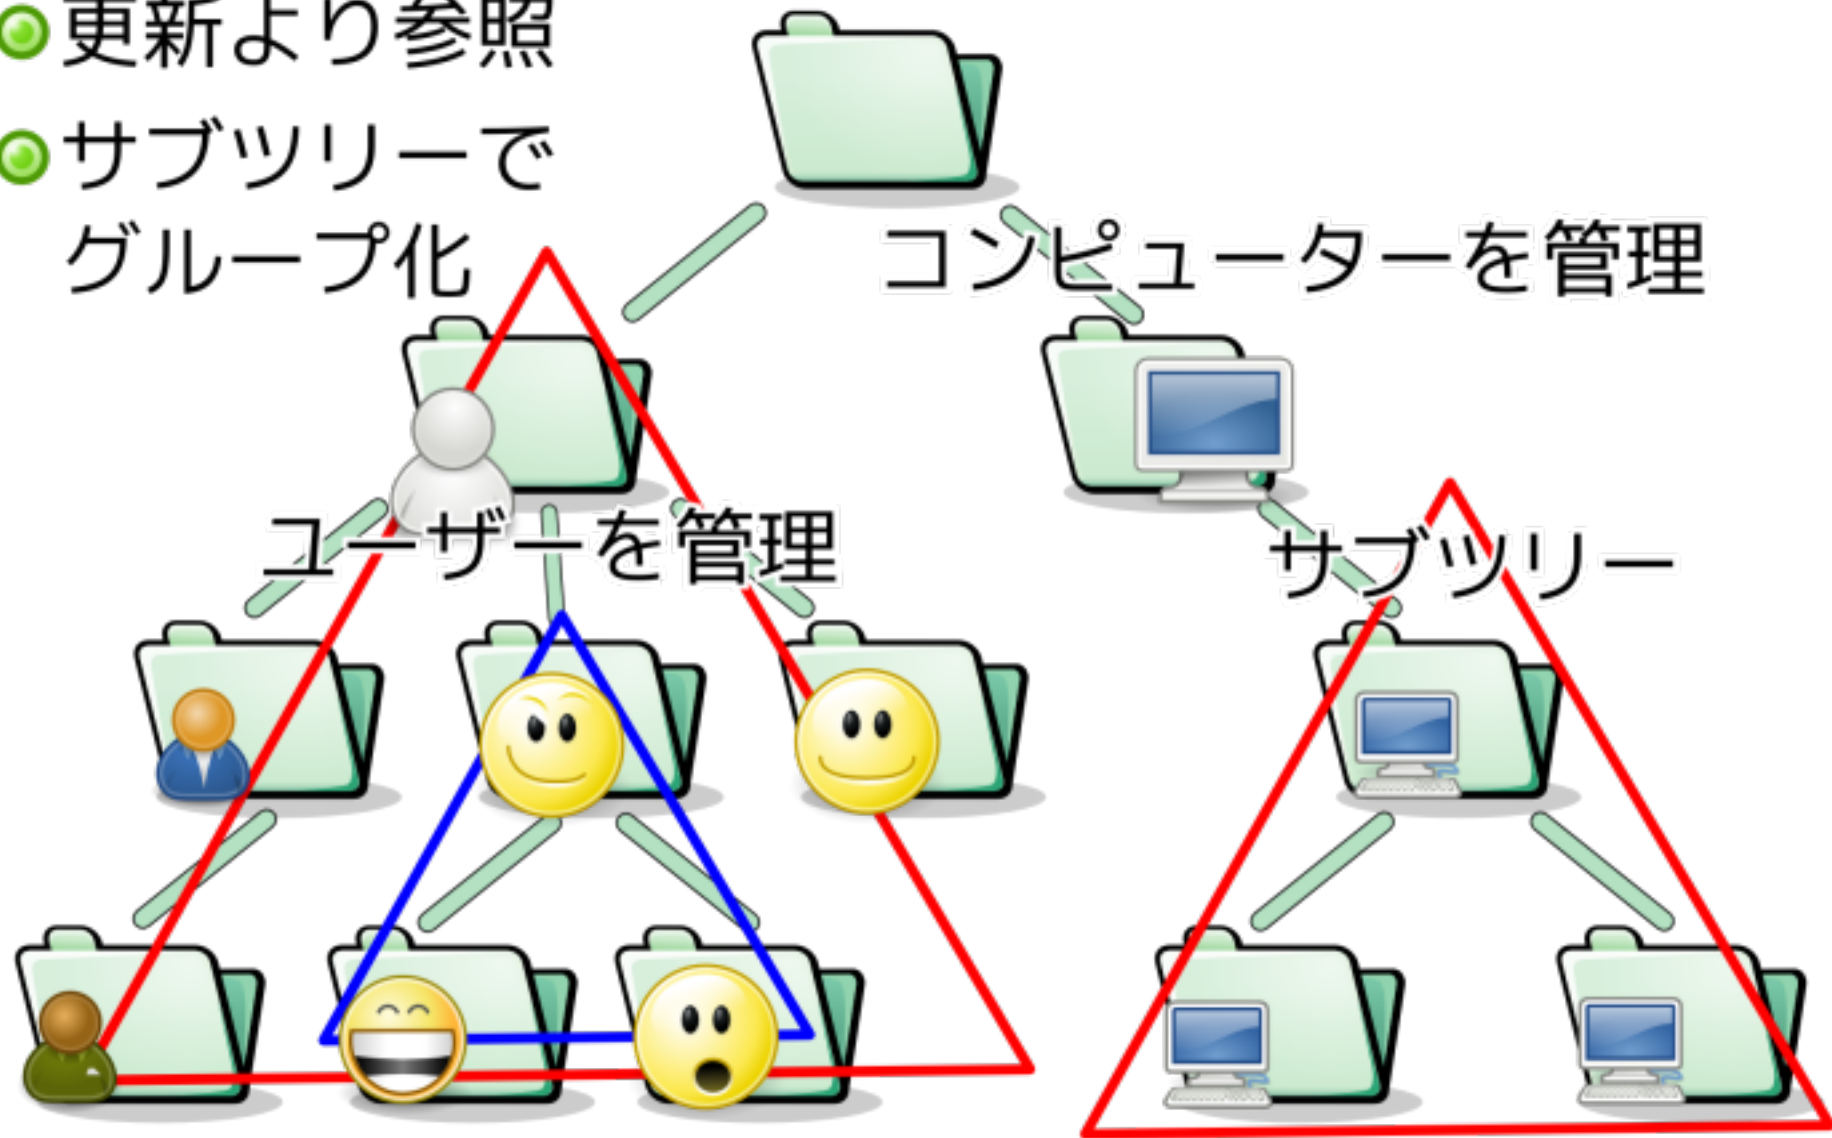 更新より参照
サブツリーで
グループ化
コンピューターを管理
ユーザーを管理
サブツリー